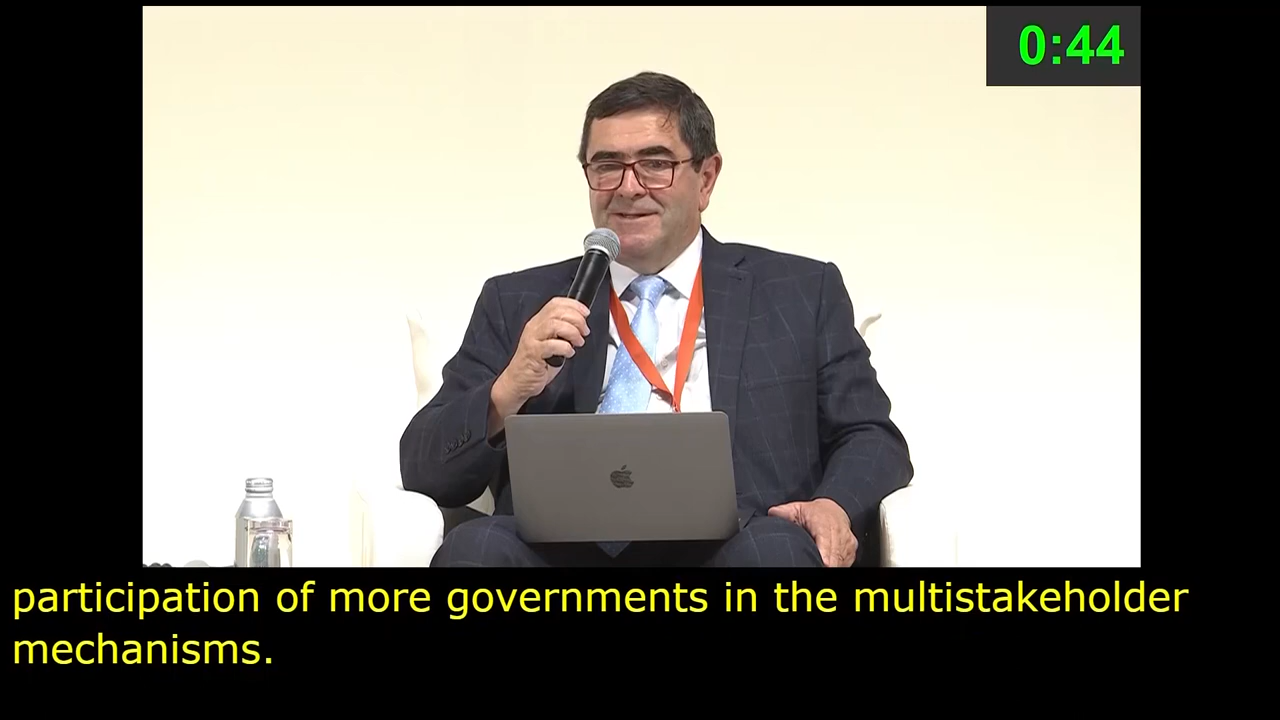 0:44
participation of more governments in the multistakeholder
mechanisms.